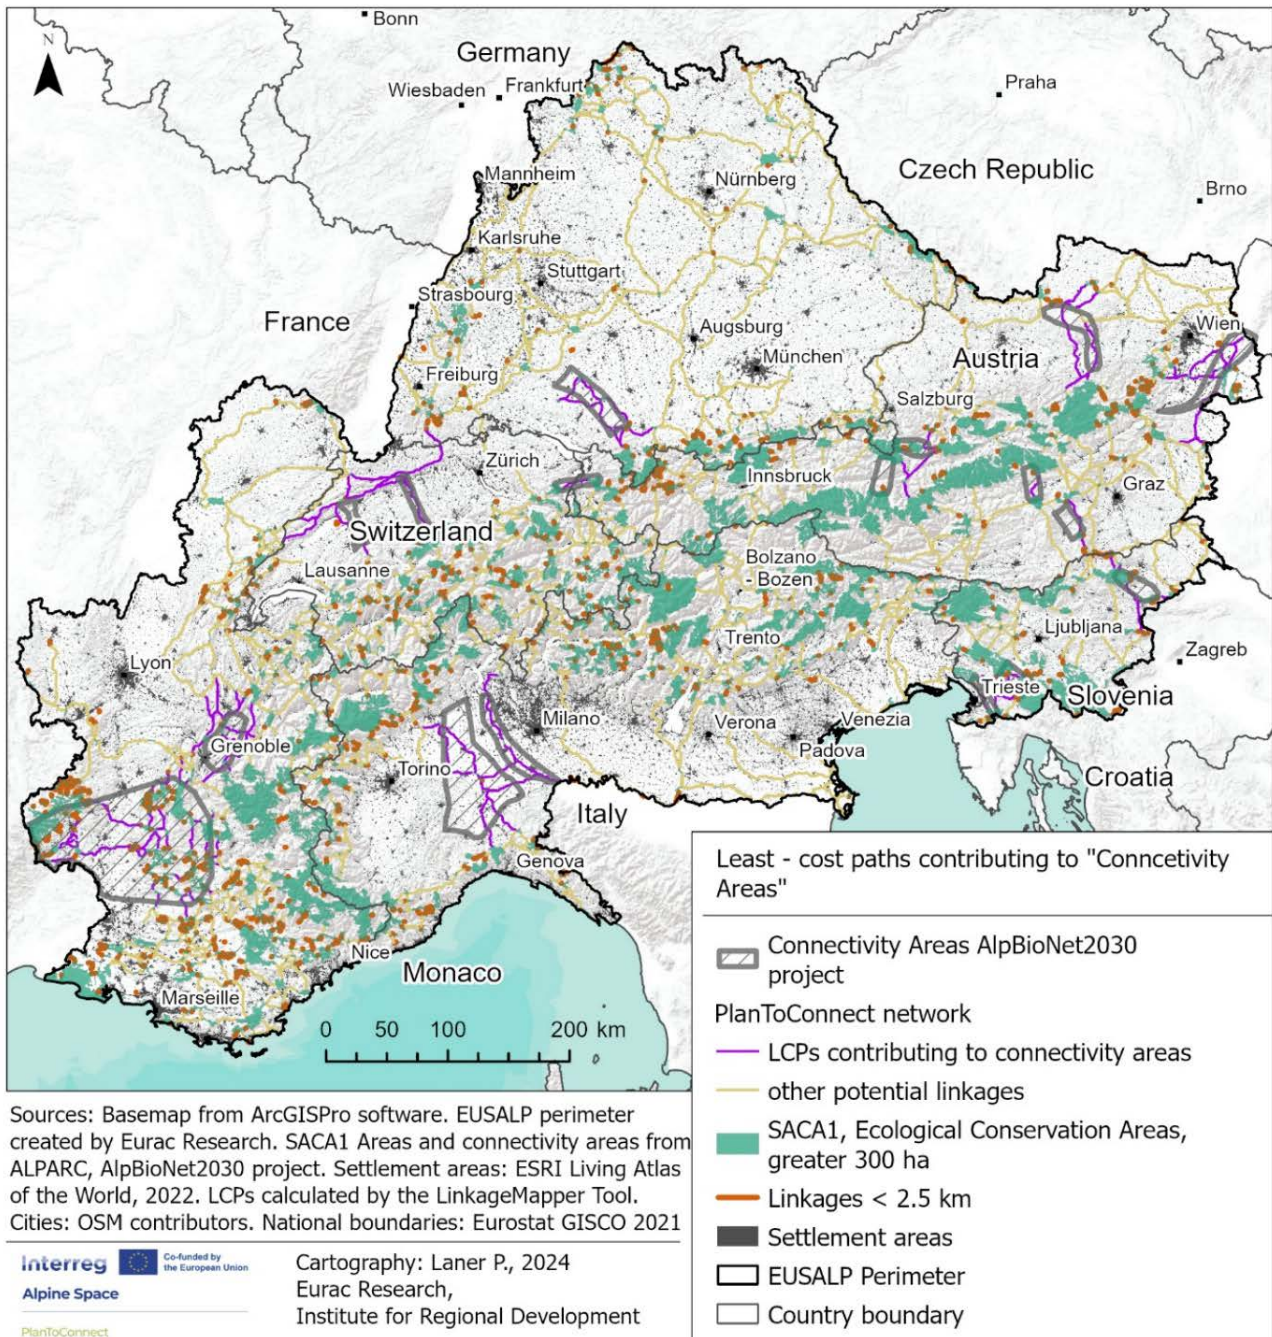 N
Bonn
Germany
Wiesbaden
Frankfurt
Praha
Mannheim
Nürnberg
Czech Republic
Brno
Karlsruhe
Stuttgart
Strasbourg
France
Augsburg
Wien
München
Austria
Freiburg
Salzburg
Zürich
Innsbruck
Graz
Switzerland
Bolzano
- Bozen
Lausanne
Trento
Ljubljana
Zagreb
Lyon
Trieste
Slovenia
Milano
Verona
Venezia
Grenoble
Padova
Torino
Croatia
Italy
Genova
Nice
Monaco
Marseille
0 50 100 200 km
Least - cost paths contributing to "Conncetivity
Areas"
Connectivity Areas AlpBioNet2030
project
PlanToConnect network
LCPs contributing to connectivity areas
other potential linkages
SACA1, Ecological Conservation Areas,
greater 300 ha
Linkages < 2.5 km
Settlement areas
EUSALP Perimeter
Country boundary
Sources: Basemap from ArcGISPro software. EUSALP perimeter
created by Eurac Research. SACA1 Areas and connectivity areas from
ALPARC, AlpBioNet2030 project. Settlement areas: ESRI Living Atlas
of the World, 2022. LCPs calculated by the LinkageMapper Tool.
Cities: OSM contributors. National boundaries: Eurostat GISCO 2021
Interreg
Co-funded by
the European Union
Alpine Space
PlanToConnect
Cartography: Laner P., 2024
Eurac Research,
Institute for Regional Development